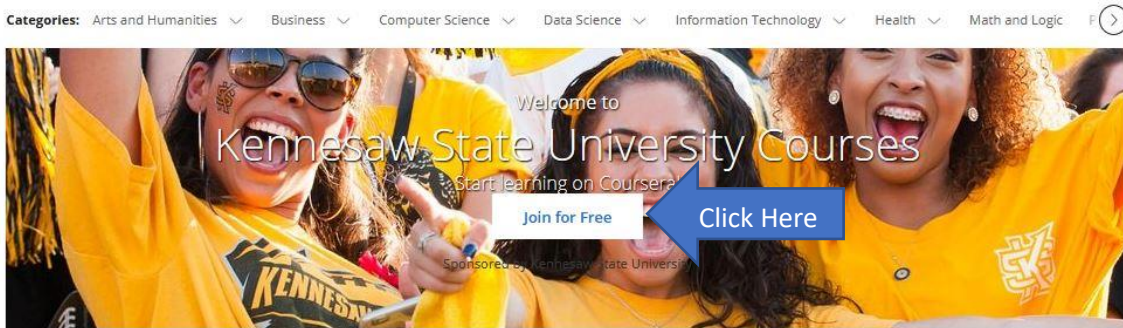 Categories: Arts and Humanities Business Computer Science Data Science Information Technology Health Math and Logic
Welcome to
Kennesaw State University Courses
Start learning on Coursera
Join for Free
Click Here
Sponsored by Kennesaw State University
KENNESAW